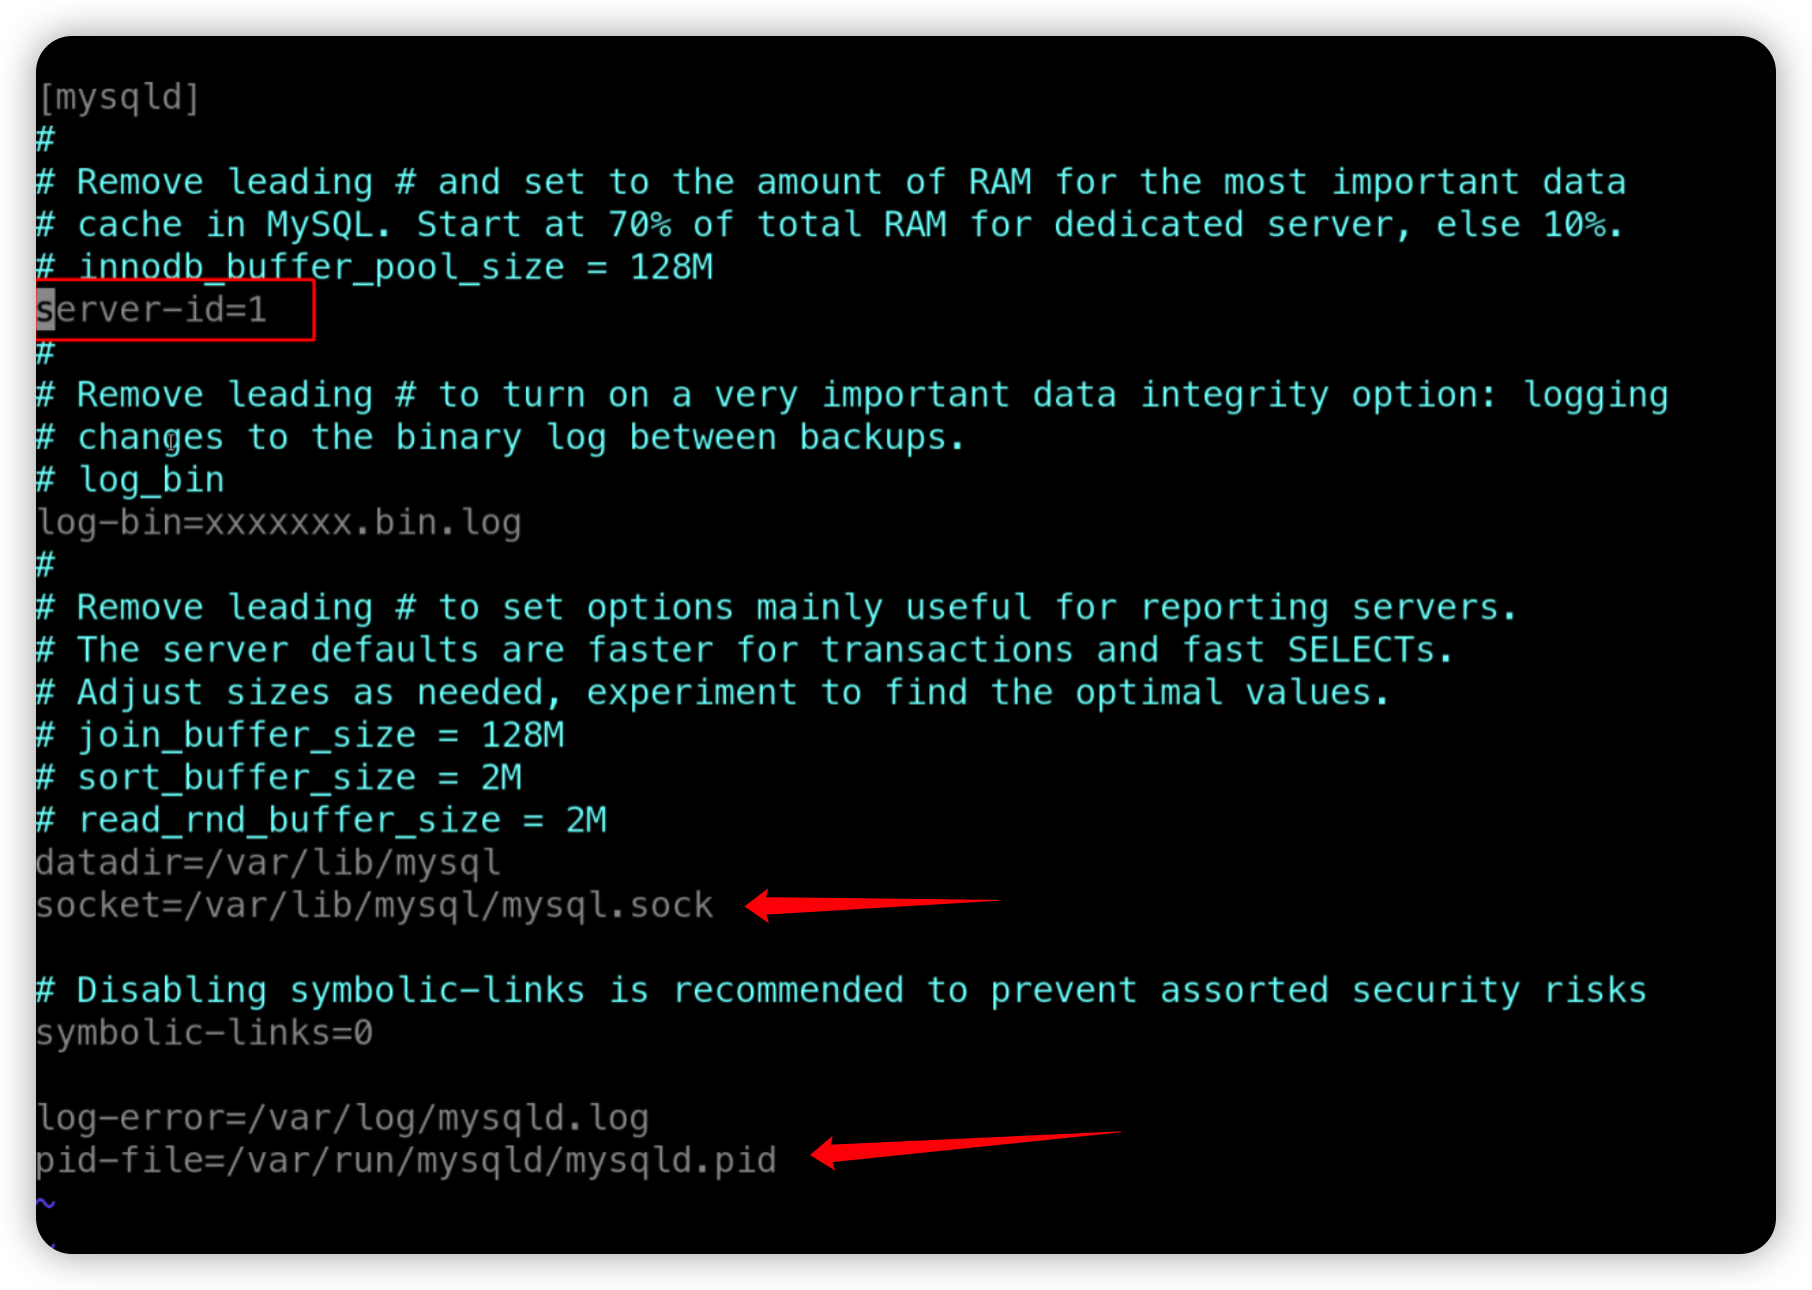 [mysqld]
#
# Remove leading # and set to the amount of RAM for the most important data
# cache in MySQL. Start at 70% of total RAM for dedicated server, else 10%.
# innodb_buffer_pool_size = 128M
server-id=1
#
# Remove leading # to turn on a very important data integrity option: logging
# changes to the binary log between backups.
# log_bin
log-bin=xxxxxxx.bin.log
#
# Remove leading # to set options mainly useful for reporting servers.
# The server defaults are faster for transactions and fast SELECTs.
# Adjust sizes as needed, experiment to find the optimal values.
# join_buffer_size = 128M
# sort_buffer_size = 2M
# read_rnd_buffer_size = 2M
datadir=/var/lib/mysql
socket=/var/lib/mysql/mysql.sock
# Disabling symbolic-links is recommended to prevent assorted security risks
symbolic-links=0
log-error=/var/log/mysqld.log
pid-file=/var/run/mysqld/mysqld.pid
~